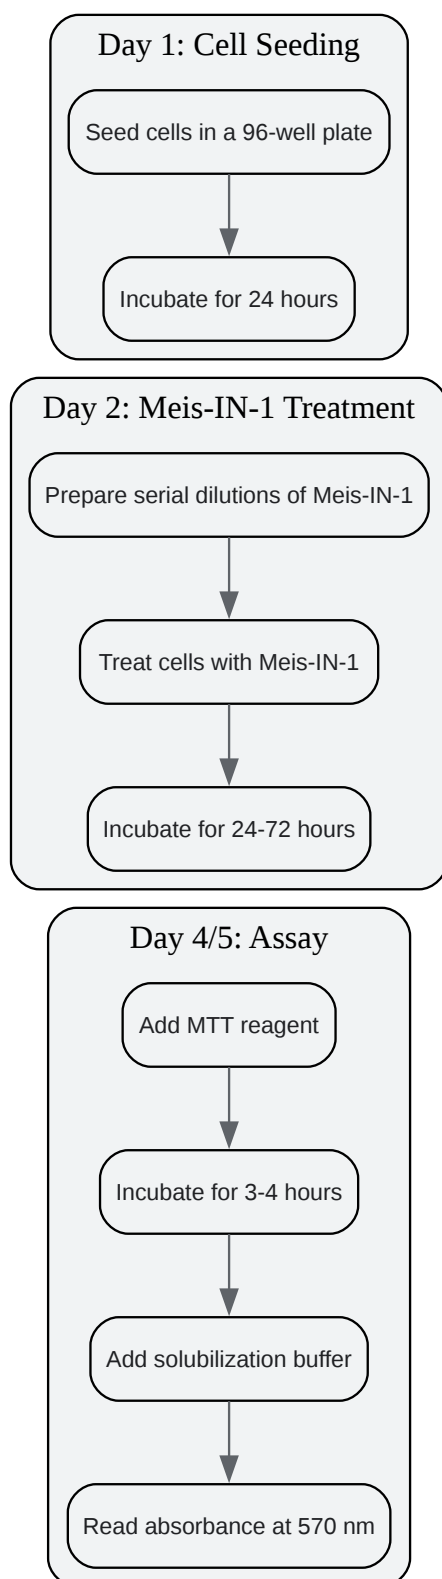 Day 1: Cell Seeding
Seed cells in a 96-well plate
Incubate for 24 hours
Day 2: Meis-IN-1 Treatment
Prepare serial dilutions of Meis-IN-1
Treat cells with Meis-IN-1
Incubate for 24-72 hours
Day 4/5: Assay
Add MTT reagent
Incubate for 3-4 hours
Add solubilization buffer
Read absorbance at 570 nm